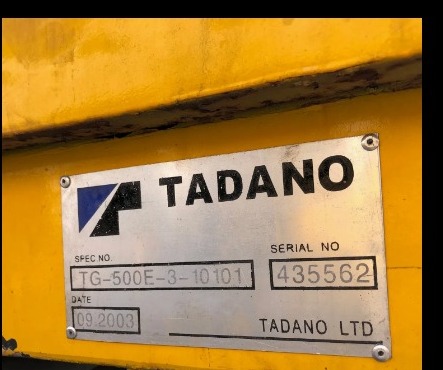 TADANO
SPEC NO.
SERIAL NO
TG-500E-3-10101
435562
DATE
09.2003
TADANO LTD